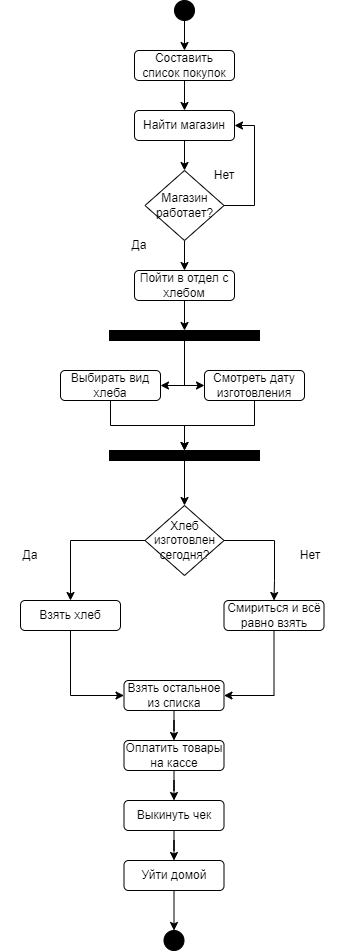 Составить
список покупок
Найти магазин
Нет
Магазин
работает?
Да
Пойти в отдел с
хлебом
Выбирать вид
хлеба
Смотреть дату
изготовления
Хлеб
изготовлен
сегодня?
Да
Нет
Взять хлеб
Смириться и всё
равно взять
Взять остальное
из списка
Оплатить товары
на кассе
Выкинуть чек
Уйти домой